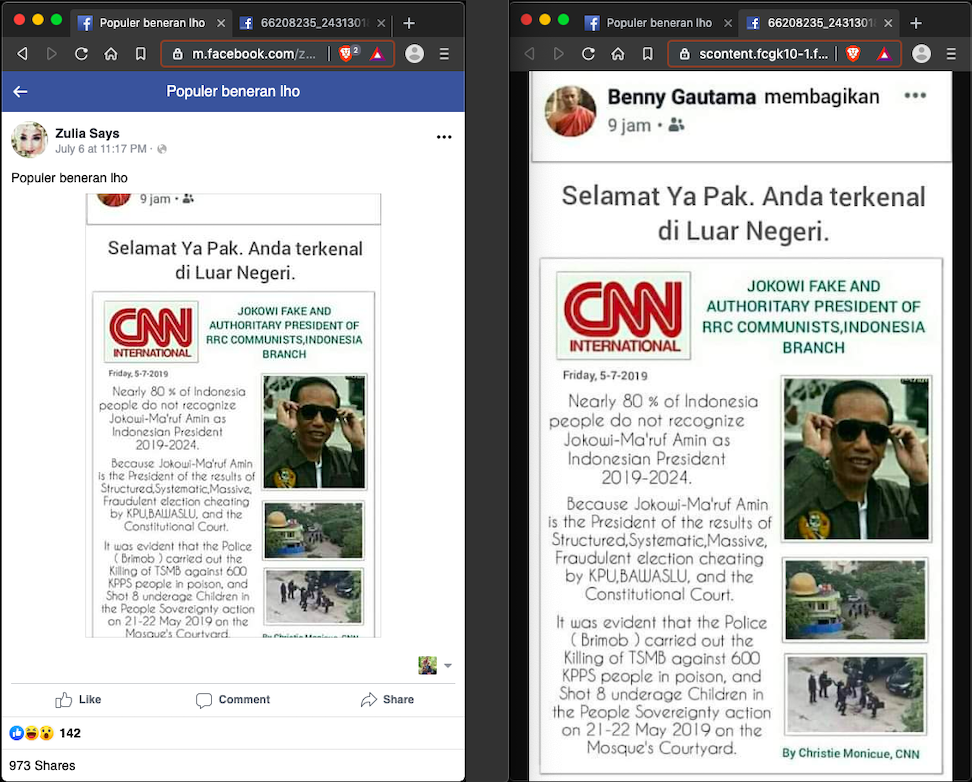 Populer beneran lho
66208235_2431301
m.facebook.com/z...
2
Populer beneran lho
Zulia Says
July 6 at 11:17 PM
Populer beneran lho
9 jam
Selamat Ya Pak. Anda terkenal
di Luar Negeri.
CNN
INTERNATIONAL
JOKOWI FAKE AND
AUTHORITARY PRESIDENT OF
RRC COMMUNISTS,INDONESIA
BRANCH
Friday, 5-7-2019
Nearly 80 % of Indonesia
people do not recognize
Jokowi-Ma'ruf Amin as
Indonesian President
2019-2024.
Because Jokowi-Ma'ruf Amin
is the President of the results of
Structured,Systematic,Massive,
Fraudulent election cheating
by KPU,BAWASLU, and the
Constitutional Court.
It was evident that the Police
( Brimob ) carried out the
Killing of TSMB against 600
KPPS people in poison, and
Shot 8 underage Children in
the People Sovereignty action
on 21-22 May 2019 on the
Mosque's Courtyard.
By Christie Monicue, CNN
Like
Comment
Share
142
973 Shares
Populer beneran lho
66208235_2431301
scontent.fcgk10-1.f...
Benny Gautama membagikan
9 jam
Selamat Ya Pak. Anda terkenal
di Luar Negeri.
CNN
INTERNATIONAL
JOKOWI FAKE AND
AUTHORITARY PRESIDENT OF
RRC COMMUNISTS,INDONESIA
BRANCH
Friday, 5-7-2019
Nearly 80 % of Indonesia
people do not recognize
Jokowi-Ma'ruf Amin as
Indonesian President
2019-2024.
Because Jokowi-Ma'ruf Amin
is the President of the results of
Structured,Systematic,Massive,
Fraudulent election cheating
by KPU,BAWASLU, and the
Constitutional Court.
It was evident that the Police
( Brimob ) carried out the
Killing of TSMB against 600
KPPS people in poison, and
Shot 8 underage Children in
the People Sovereignty action
on 21-22 May 2019 on the
Mosque's Courtyard.
By Christie Monicue, CNN